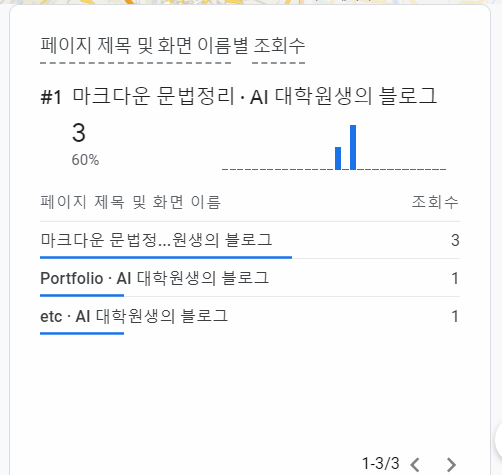 페이지 제목 및 화면 이름별 조회수
#1 마크다운 문법정리 · AI 대학원생의 블로그
3
60%
페이지 제목 및 화면 이름 조회수
마크다운 문법정...원생의 블로그 3
Portfolio · AI 대학원생의 블로그 1
etc · AI 대학원생의 블로그 1
1-3/3